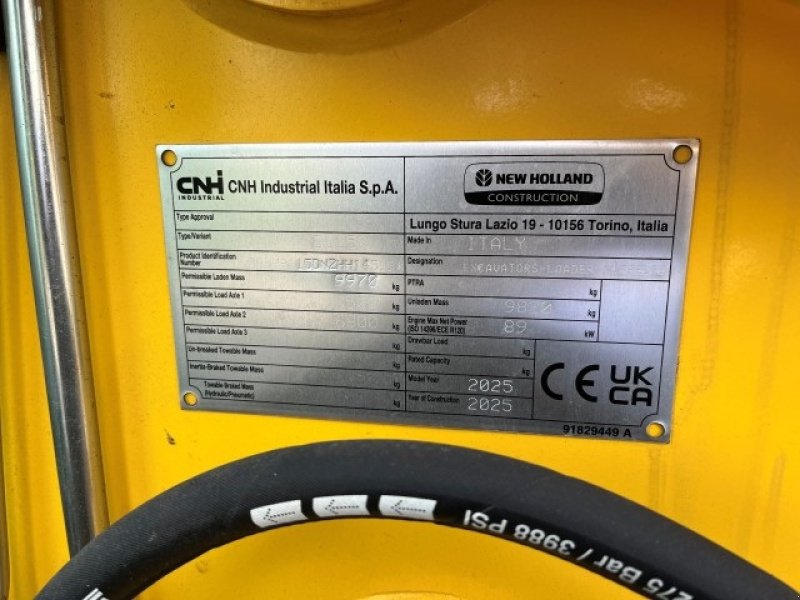 CNH INDUSTRIAL
CNH Industrial Italia S.p.A.
NEW HOLLAND
CONSTRUCTION
Lungo Stura Lazio 19 - 10156 Torino, Italia
Type Approval
Type/Variant
Made In ITALY
Product Identification Number
Designation EXCAVATORS LOADER
Permissible Laden Mass 9970 kg
PTRA kg
Permissible Load Axle 1 kg
Unladen Mass kg
Permissible Load Axle 2 kg
Engine Max Net Power (ISO 14396/ECE R120) 89 kW
Permissible Load Axle 3 kg
Drawbar Load kg
Un-braked Towable Mass kg
Rated Capacity kg
Inertia-Braked Towable Mass kg
Model Year 2025
Towable Braked Mass (Hydraulic/Pneumatic) kg
Year of Construction 2025
CE UK CA
91829449 A
275 Bar / 3988 PSI